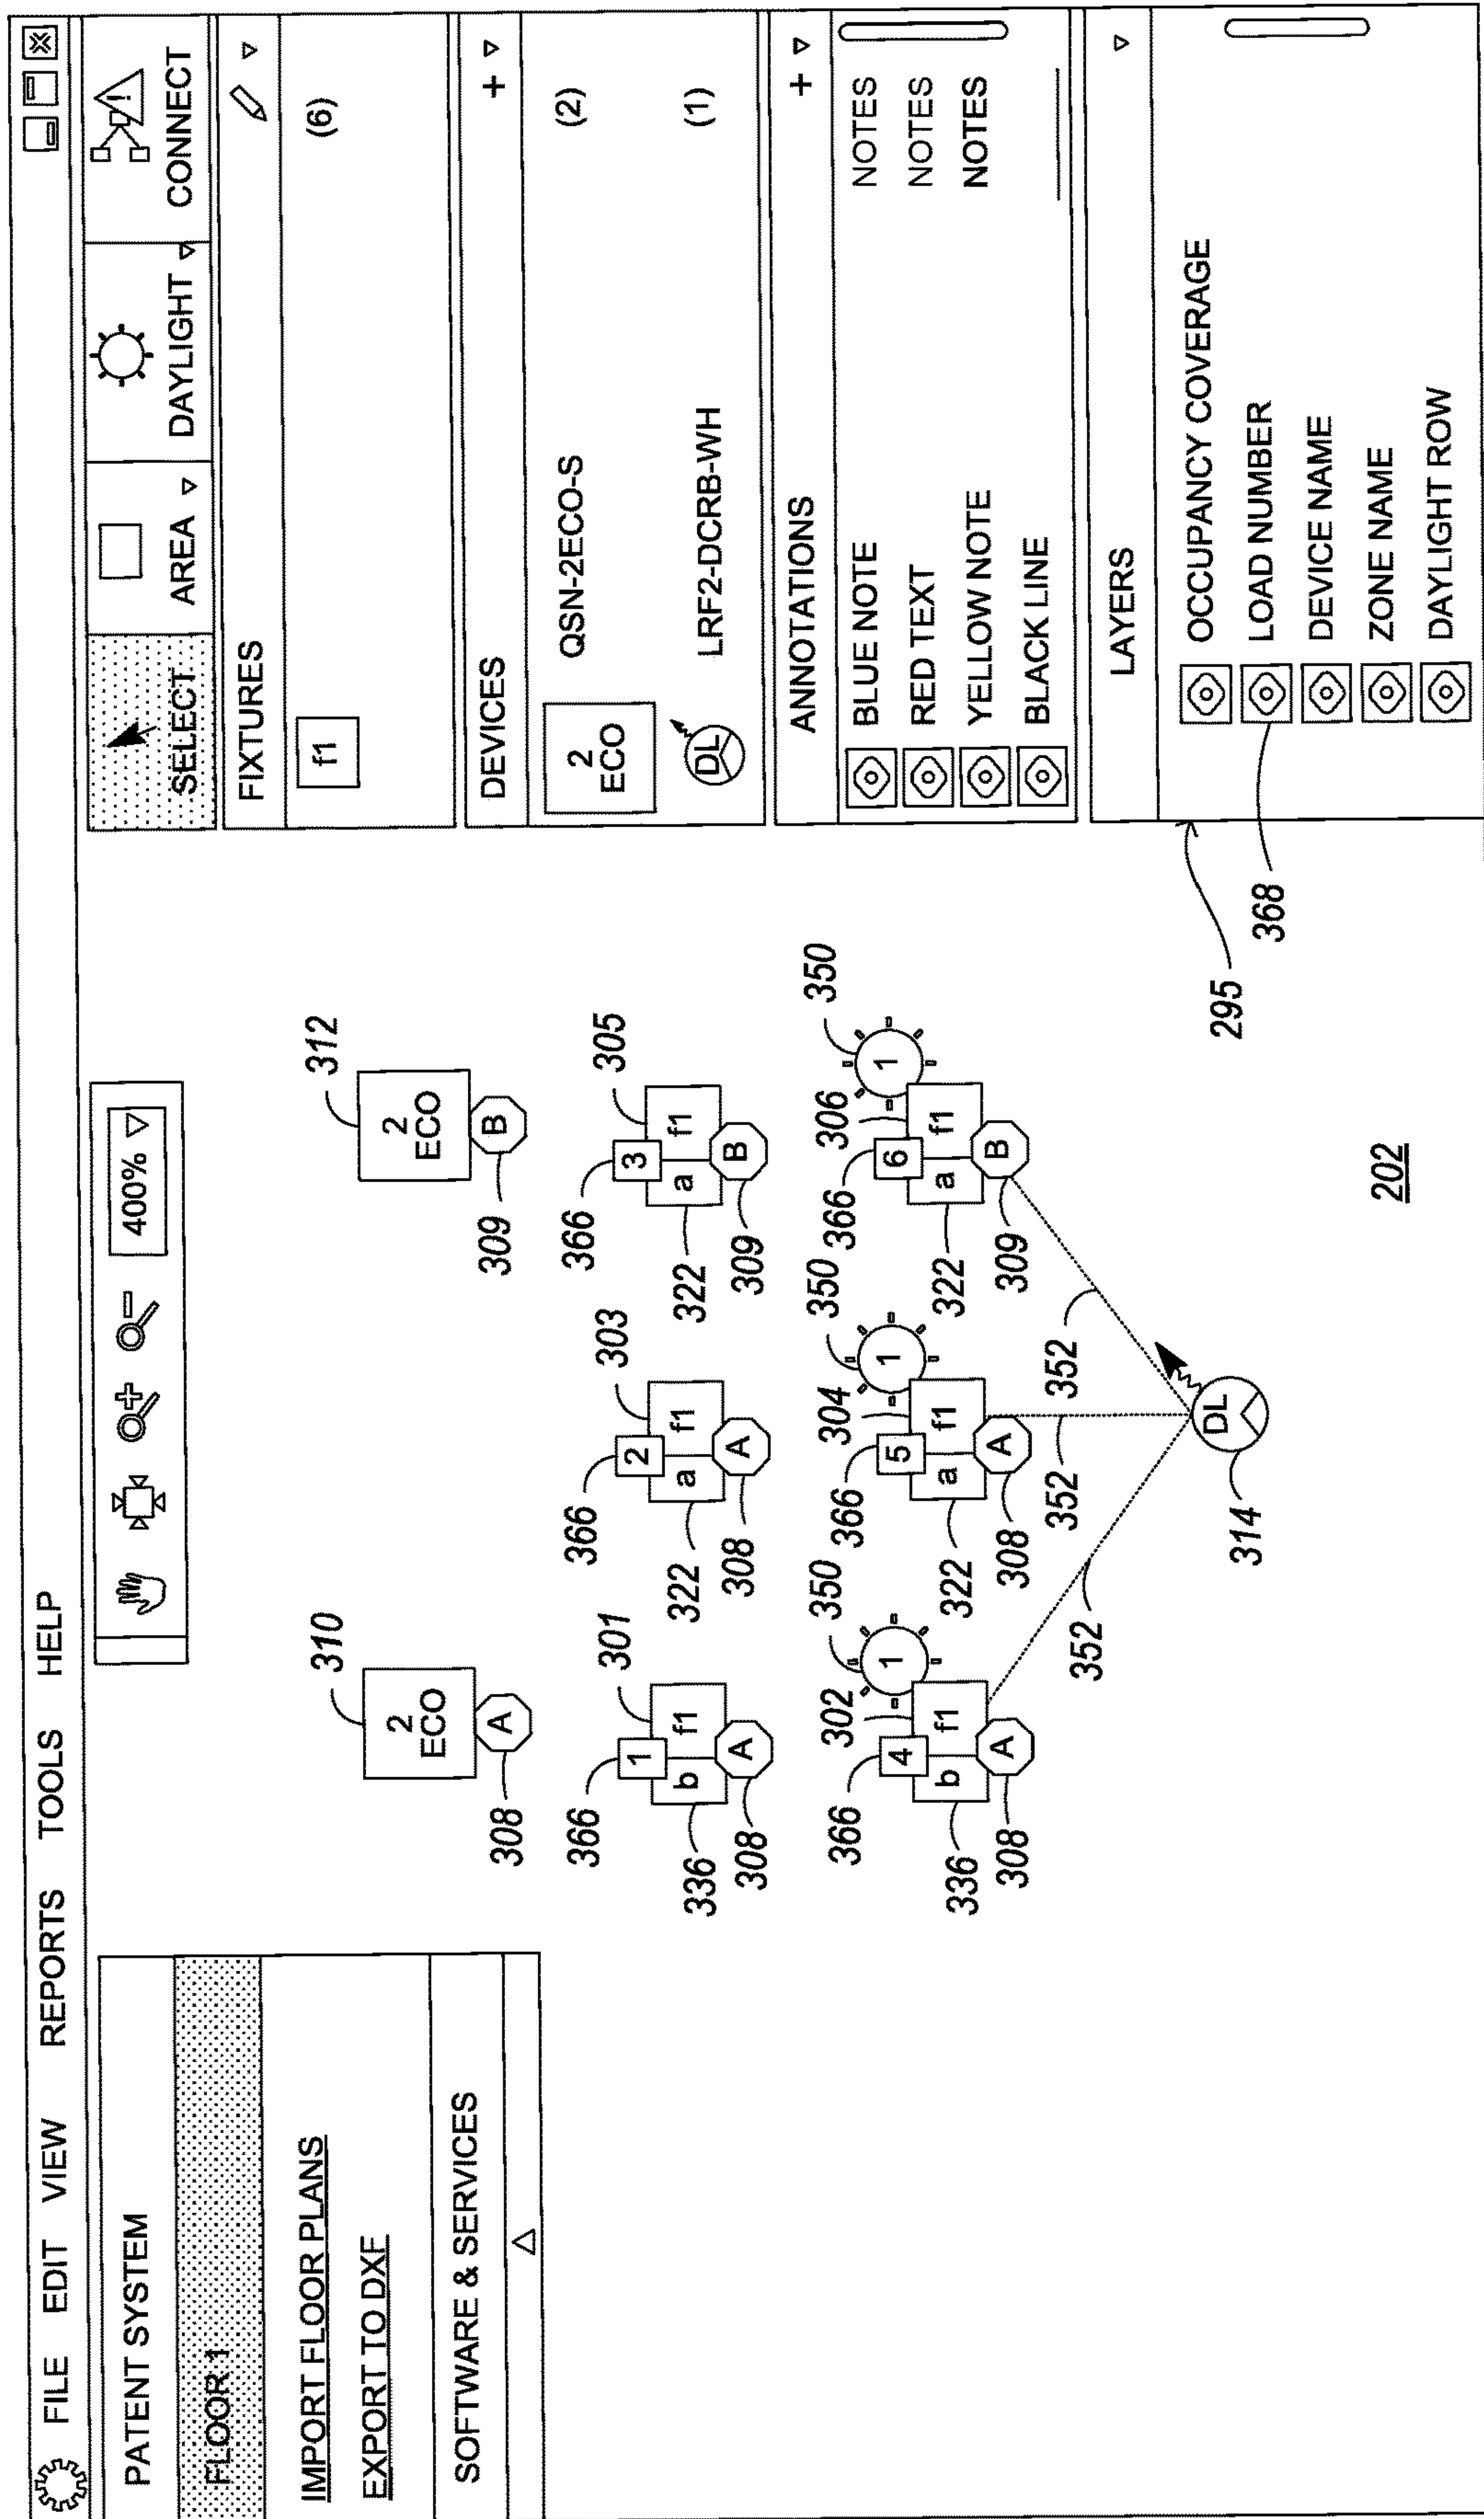 FILE EDIT VIEW REPORTS TOOLS HELP
PATENT SYSTEM
FLOOR 1
IMPORT FLOOR PLANS
EXPORT TO DXF
SOFTWARE & SERVICES
400%
310
2
ECO
A
308
312
2
ECO
B
309
366
1
301
b
f1
336
A
308
366
2
303
a
f1
322
A
308
366
3
305
a
f1
322
B
309
350
302
366
4
1
b
f1
336
A
308
350
304
366
5
1
a
f1
322
A
308
350
306
366
6
1
a
f1
322
B
309
352
352
352
DL
314
202
SELECT
AREA
DAYLIGHT
!
CONNECT
FIXTURES
f1
(6)
DEVICES +
2
ECO
QSN-2ECO-S (2)
DL LRF2-DCRB-WH (1)
ANNOTATIONS +
BLUE NOTE NOTES
RED TEXT NOTES
YELLOW NOTE NOTES
BLACK LINE
LAYERS
OCCUPANCY COVERAGE
LOAD NUMBER
DEVICE NAME
ZONE NAME
DAYLIGHT ROW
295
368